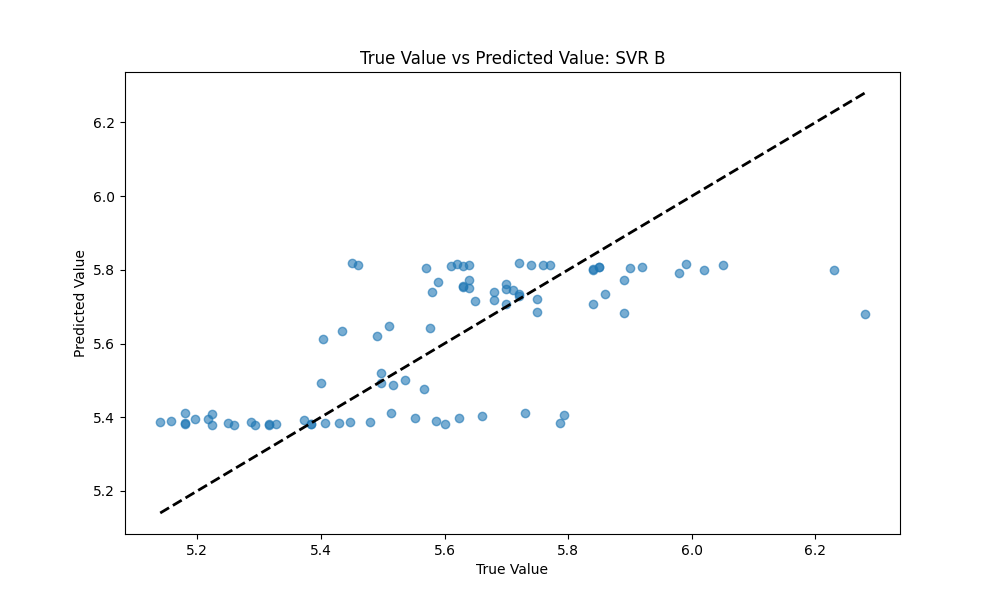 True Value vs Predicted Value: SVR B
Predicted Value
6.2
6.0
5.8
5.6
5.4
5.2
5.2 5.4 5.6 5.8 6.0 6.2
True Value